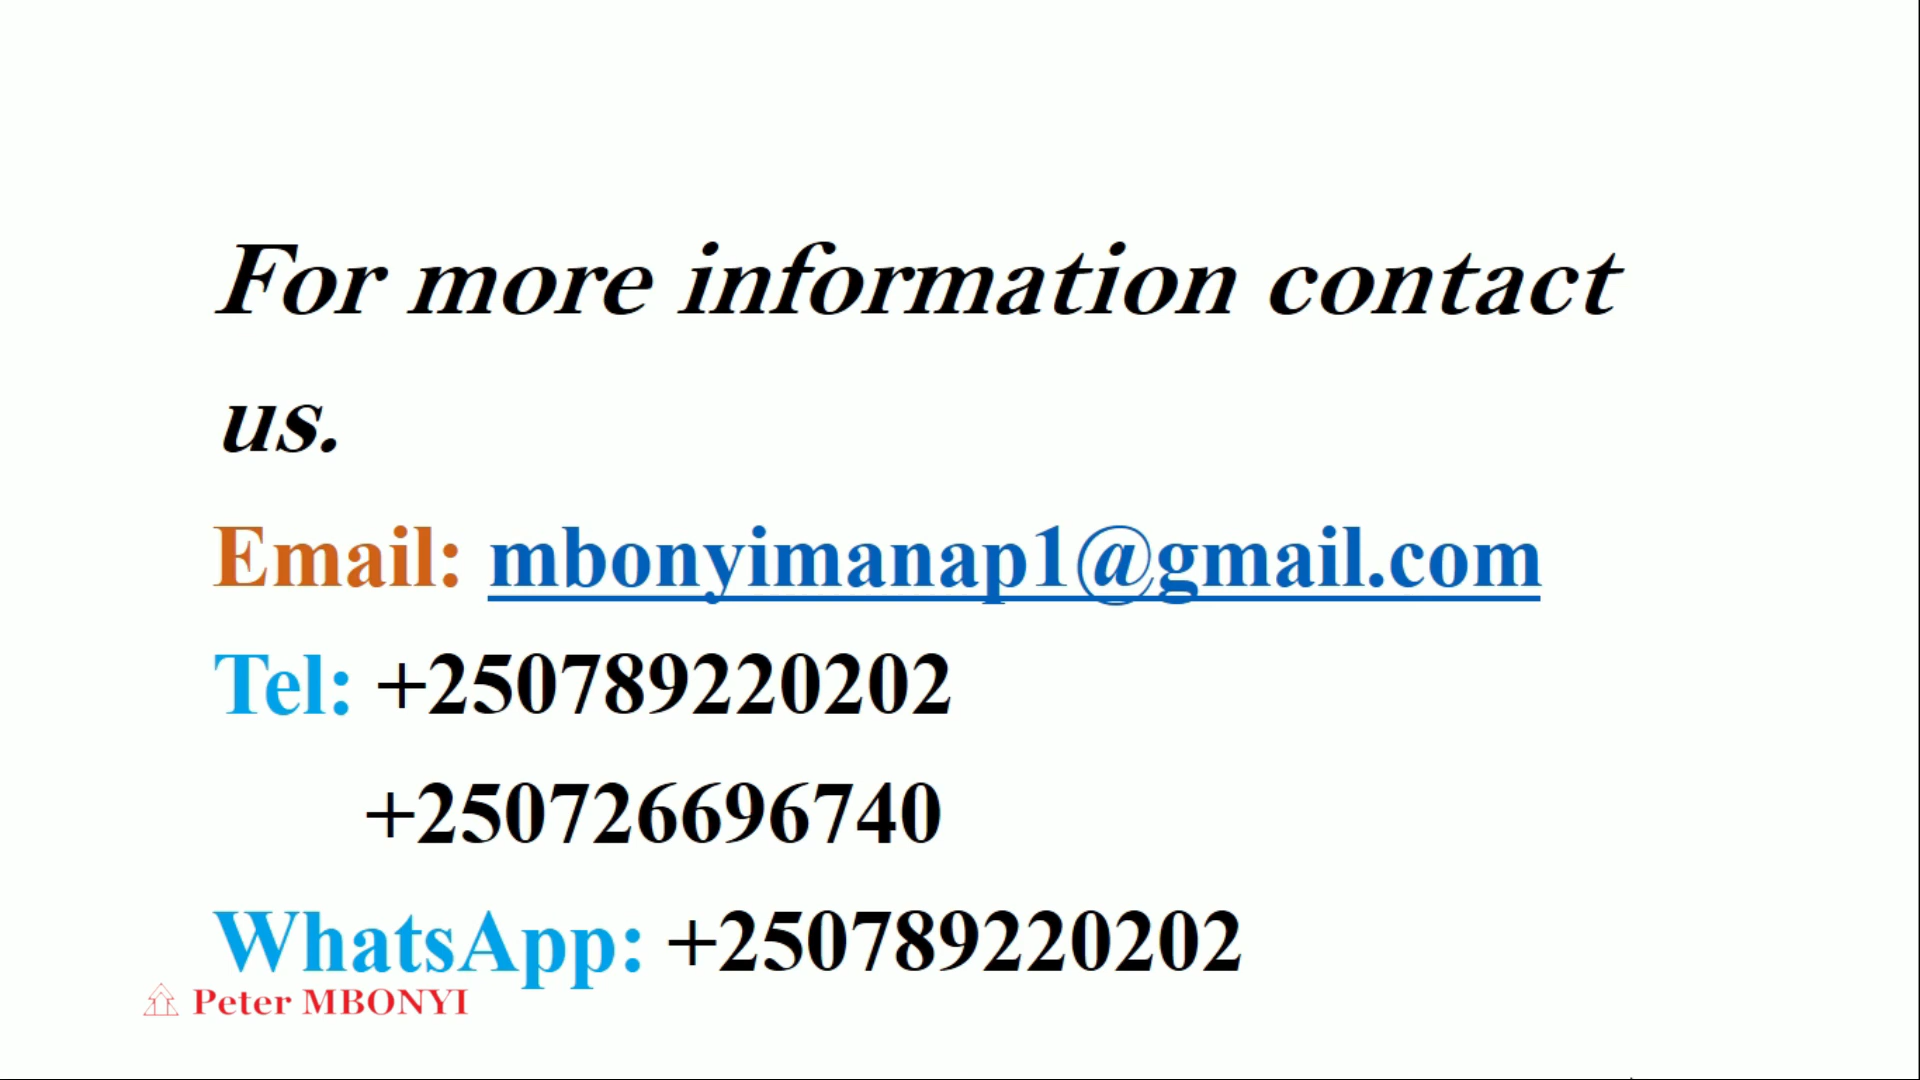 For more information contact
us.
Email: mbonyimanap1@gmail.com
Tel: +250789220202
+250726696740
WhatsApp: +250789220202
Peter MBONYI